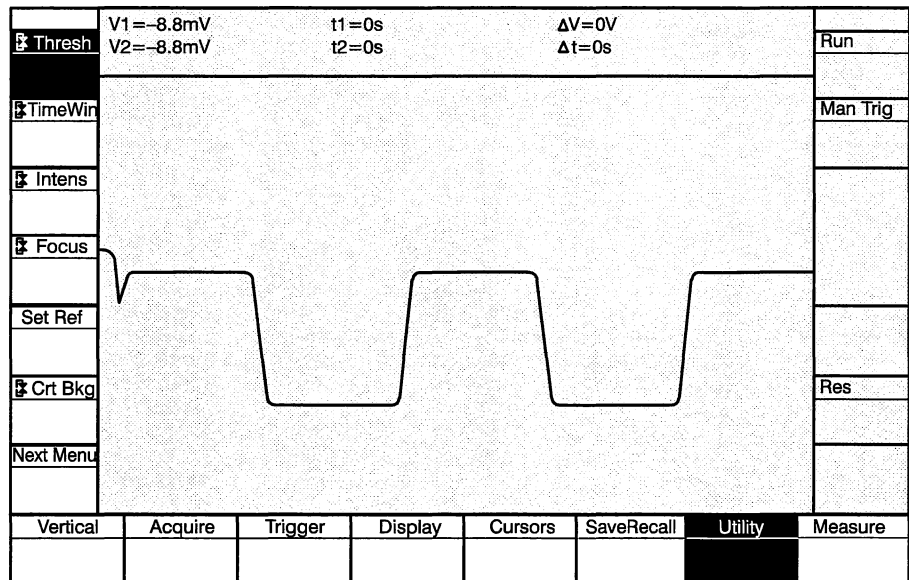 V1=–8.8mV t1=0s ΔV=0V
V2=–8.8mV t2=0s Δt=0s
Thresh
TimeWin
Intens
Focus
Set Ref
Crt Bkg
Next Menu
Run
Man Trig
Res
Vertical Acquire Trigger Display Cursors SaveRecall Utility Measure